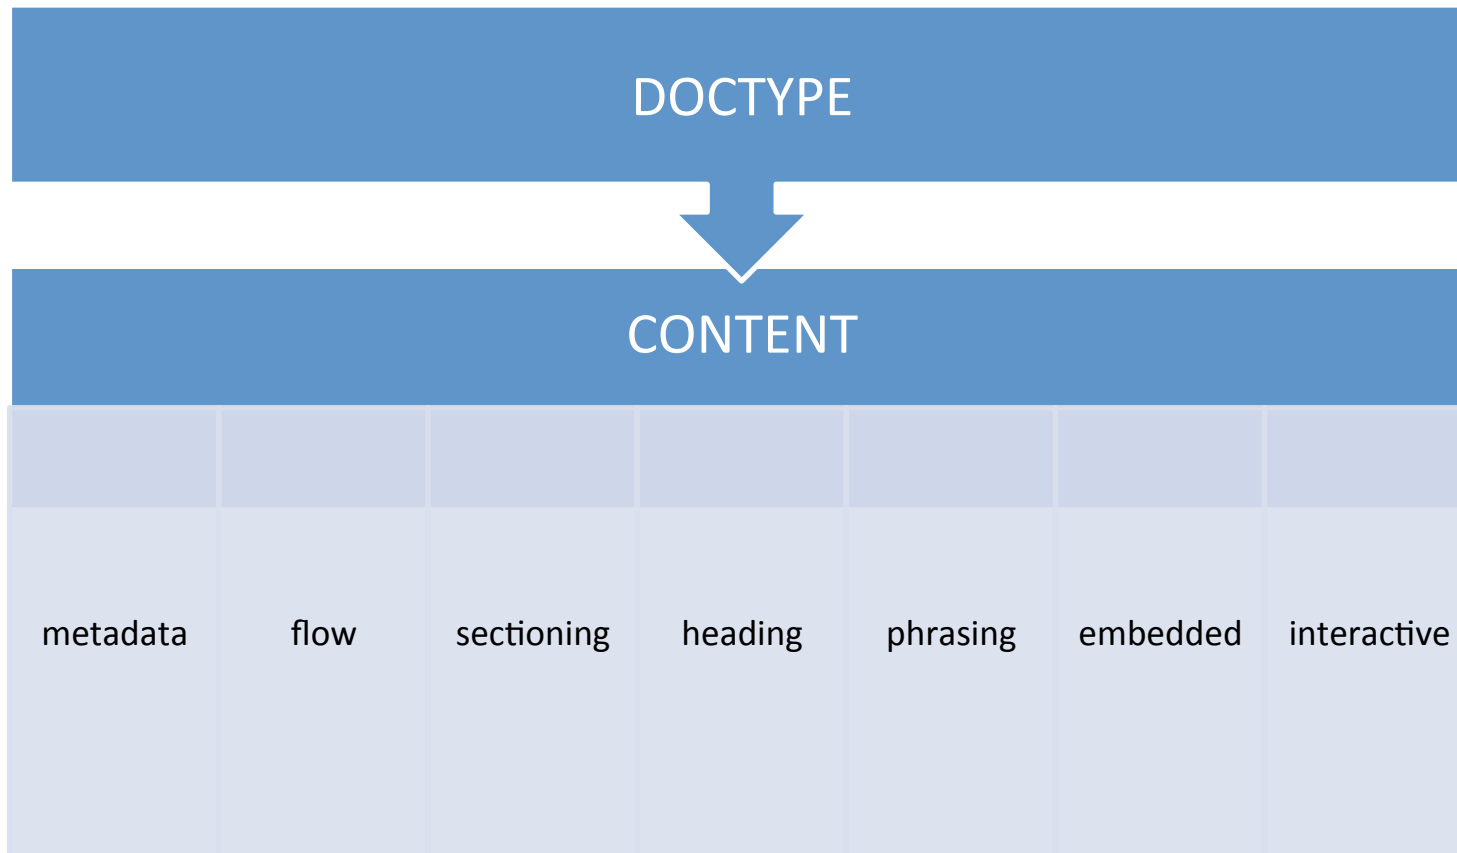 DOCTYPE
CONTENT
metadata flow sectioning heading phrasing embedded interactive